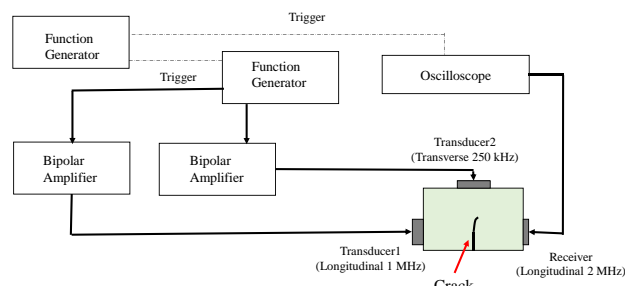 Trigger
Function
Generator
Function
Generator
Oscilloscope
Trigger
Bipolar
Amplifier
Bipolar
Amplifier
Transducer2
(Transverse 250 kHz)
Transducer1
(Longitudinal 1 MHz)
Receiver
(Longitudinal 2 MHz)
Crack